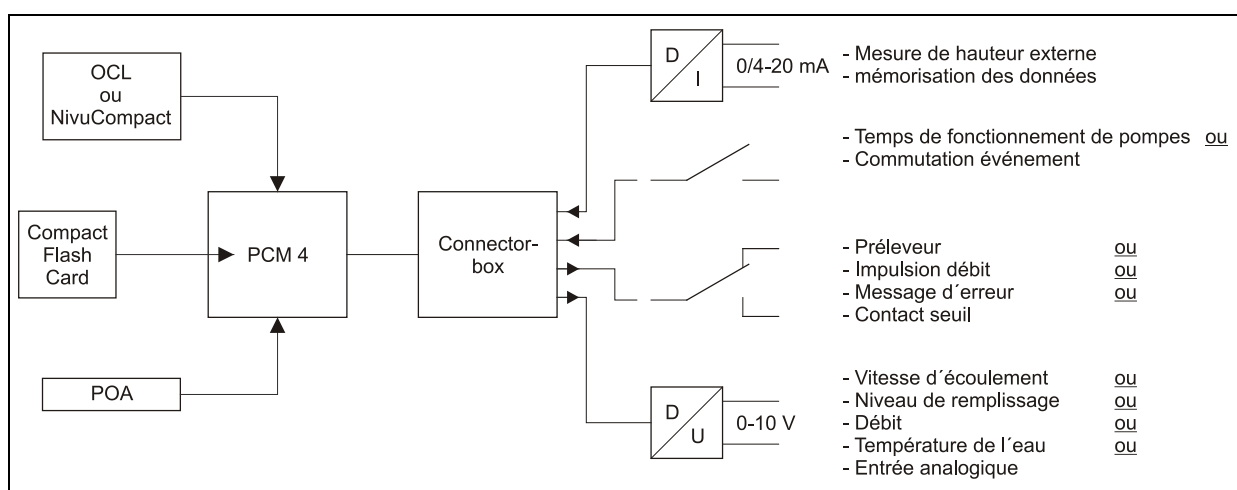 OCL
ou
NivuCompact
Compact
Flash
Card
POA
PCM 4
Connector-
box
D
I
0/4-20 mA
- Mesure de hauteur externe
- mémorisation des données
- Temps de fonctionnement de pompes ou
- Commutation événement
- Préleveur ou
- Impulsion débit ou
- Message d´erreur ou
- Contact seuil
D
U
0-10 V
- Vitesse d´écoulement ou
- Niveau de remplissage ou
- Débit ou
- Température de l´eau ou
- Entrée analogique